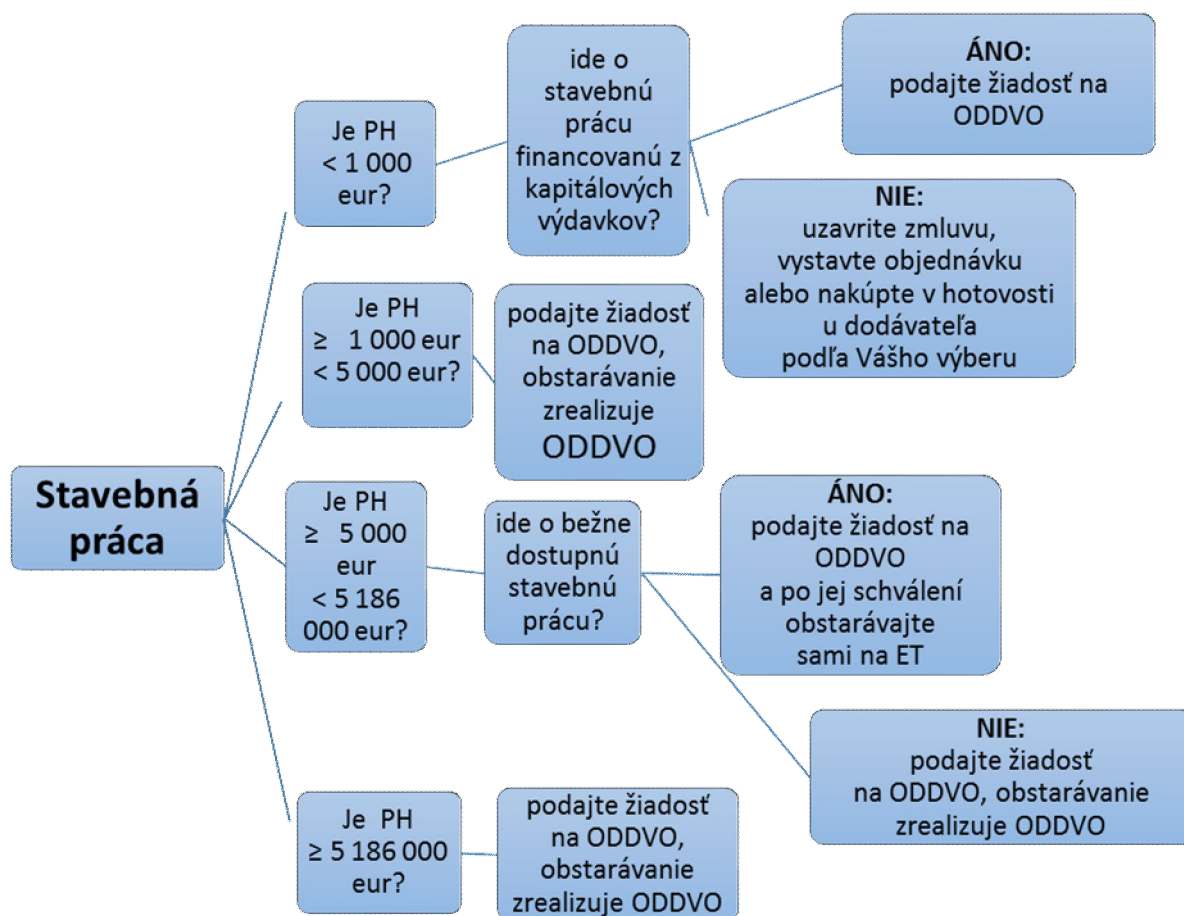 Stavebná
práca
Je PH
< 1 000
eur?
ide o
stavebnú
prácu
financovanú z
kapitálových
výdavkov?
ÁNO:
podajte žiadosť na
ODDVO
NIE:
uzavrite zmluvu,
vystavte objednávku
alebo nakúpte v hotovosti
u dodávateľa
podľa Vášho výberu
Je PH
≥ 1 000 eur
< 5 000 eur?
podajte žiadosť
na ODDVO,
obstarávanie
zrealizuje
ODDVO
Je PH
≥ 5 000
eur
< 5 186
000 eur?
ide o bežne
dostupnú
stavebnú
prácu?
ÁNO:
podajte žiadosť na
ODDVO
a po jej schválení
obstarávajte
sami na ET
NIE:
podajte žiadosť
na ODDVO, obstarávanie
zrealizuje ODDVO
Je PH
≥ 5 186 000
eur?
podajte žiadosť
na ODDVO,
obstarávanie
zrealizuje ODDVO